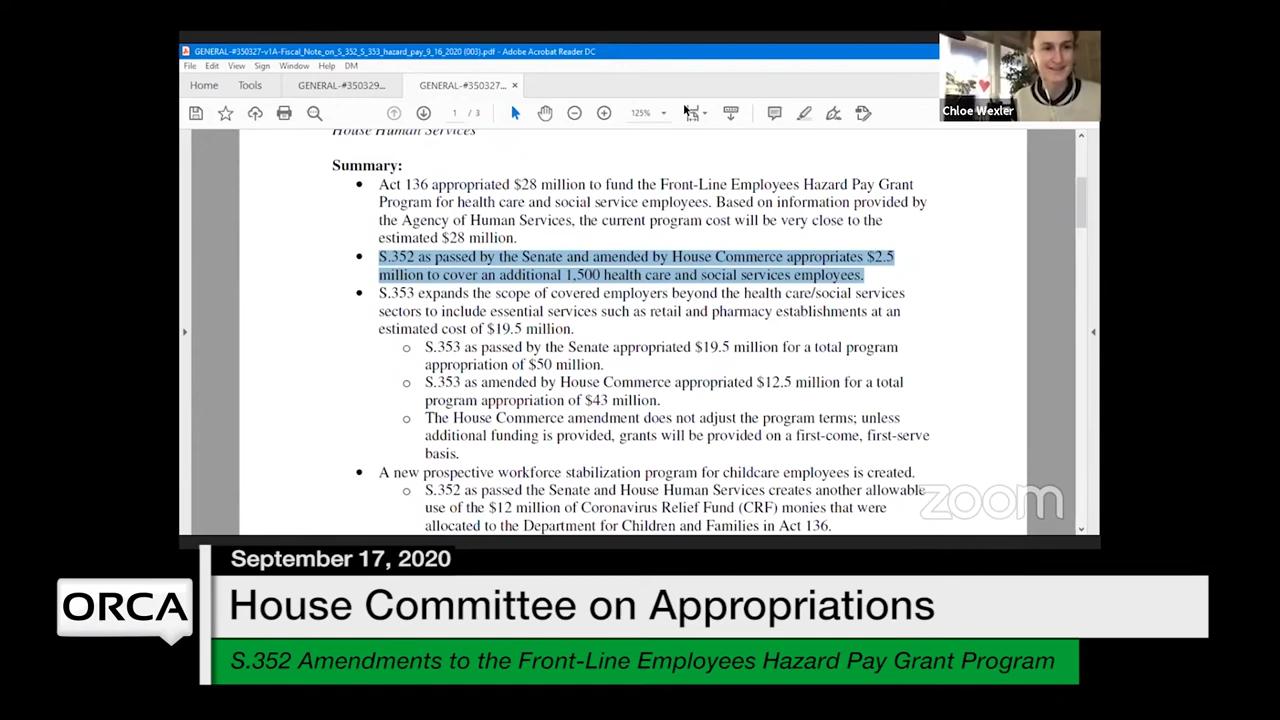 GENERAL-#350327-v1A-Fiscal_Note_on_S_352_S_353_hazard_pay_9_16_2020 (003).pdf - Adobe Acrobat Reader DC
File Edit View Sign Window Help DM
Home Tools GENERAL-#350329... GENERAL-#350327... ×
1 / 3 125%
Chloe Wexler
House Human Services
Summary:
• Act 136 appropriated $28 million to fund the Front-Line Employees Hazard Pay Grant
Program for health care and social service employees. Based on information provided by
the Agency of Human Services, the current program cost will be very close to the
estimated $28 million.
• S.352 as passed by the Senate and amended by House Commerce appropriates $2.5
million to cover an additional 1,500 health care and social services employees.
• S.353 expands the scope of covered employers beyond the health care/social services
sectors to include essential services such as retail and pharmacy establishments at an
estimated cost of $19.5 million.
o S.353 as passed by the Senate appropriated $19.5 million for a total program
appropriation of $50 million.
o S.353 as amended by House Commerce appropriated $12.5 million for a total
program appropriation of $43 million.
o The House Commerce amendment does not adjust the program terms; unless
additional funding is provided, grants will be provided on a first-come, first-serve
basis.
• A new prospective workforce stabilization program for childcare employees is created.
o S.352 as passed the Senate and House Human Services creates another allowable
use of the $12 million of Coronavirus Relief Fund (CRF) monies that were
allocated to the Department for Children and Families in Act 136.
zoom
September 17, 2020
ORCA
House Committee on Appropriations
S.352 Amendments to the Front-Line Employees Hazard Pay Grant Program